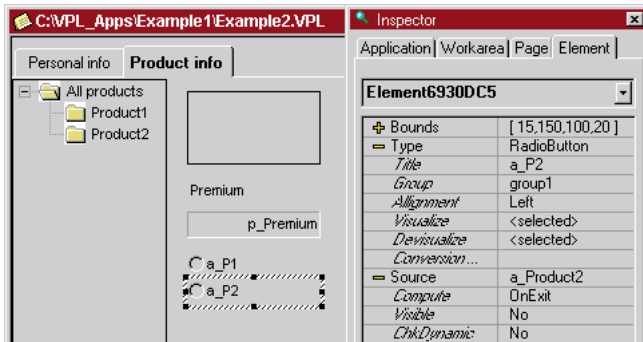 C:\VPL_Apps\Example1\Example2.VPL
Personal info
Product info
All products
Product1
Product2
Premium
p_Premium
a_P1
a_P2
Inspector
Application
Workarea
Page
Element
Element6930DC5
Bounds [ 15,150,100,20 ]
Type RadioButton
Title a_P2
Group group1
Allignment Left
Visualize <selected>
Devisualize <selected>
Conversion...
Source a_Product2
Compute OnExit
Visible No
ChkDynamic No